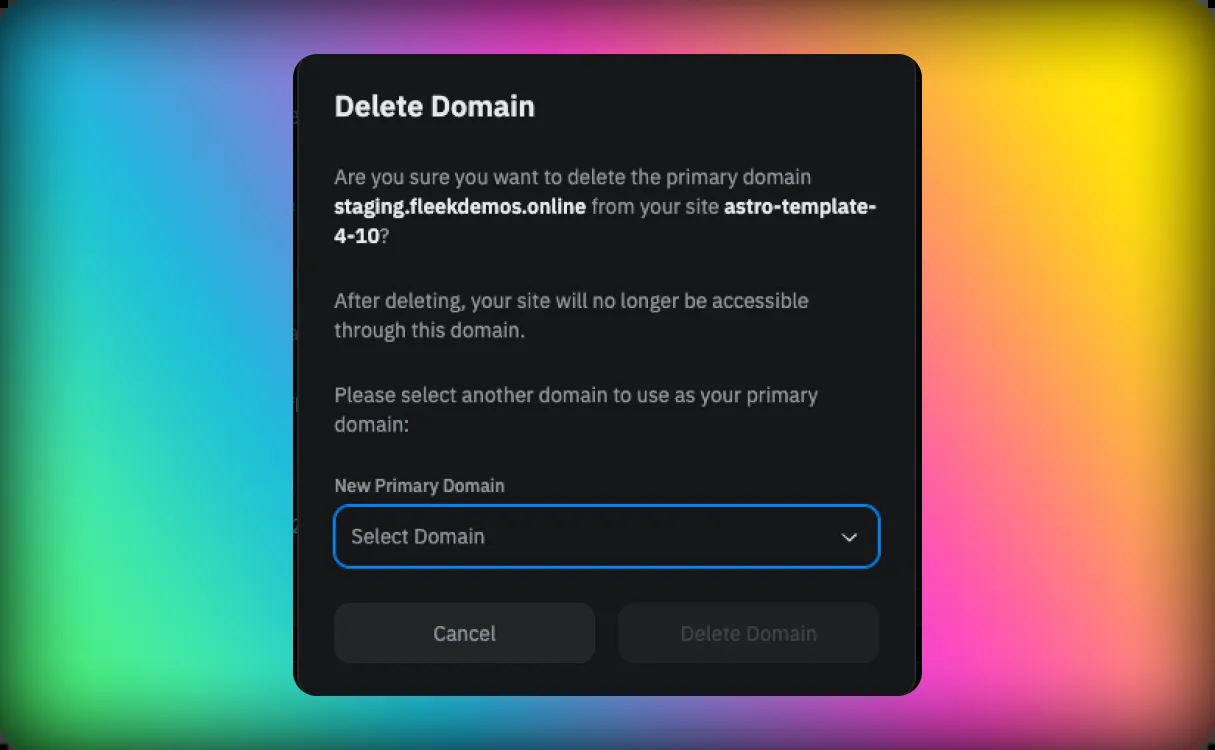 Delete Domain
Are you sure you want to delete the primary domain
staging.fleekdemos.online from your site astro-template-
4-10?
After deleting, your site will no longer be accessible
through this domain.
Please select another domain to use as your primary
domain:
New Primary Domain
Select Domain
Cancel
Delete Domain